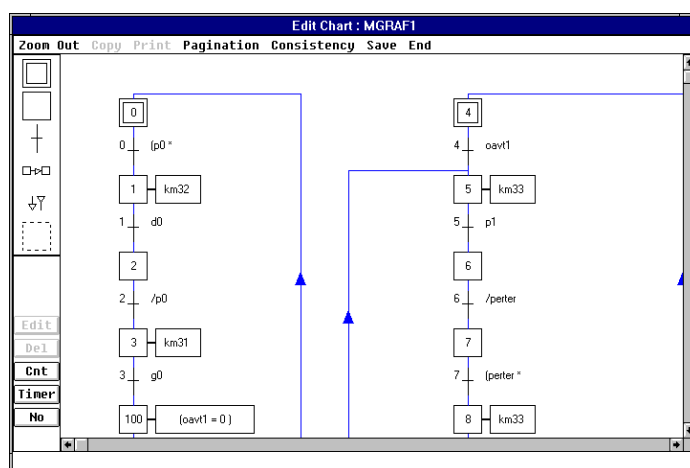 Edit Chart : MGRAF1
Zoom Out Copy Print Pagination Consistency Save End
0
0 (p0 *
1 km32
1 d0
2
2 /p0
3 km31
3 g0
100 (oavt1 = 0 )
4
4 oavt1
5 km33
5 p1
6
6 /perter
7
7 (perter *
8 km33
Edit
Del
Cnt
Timer
No